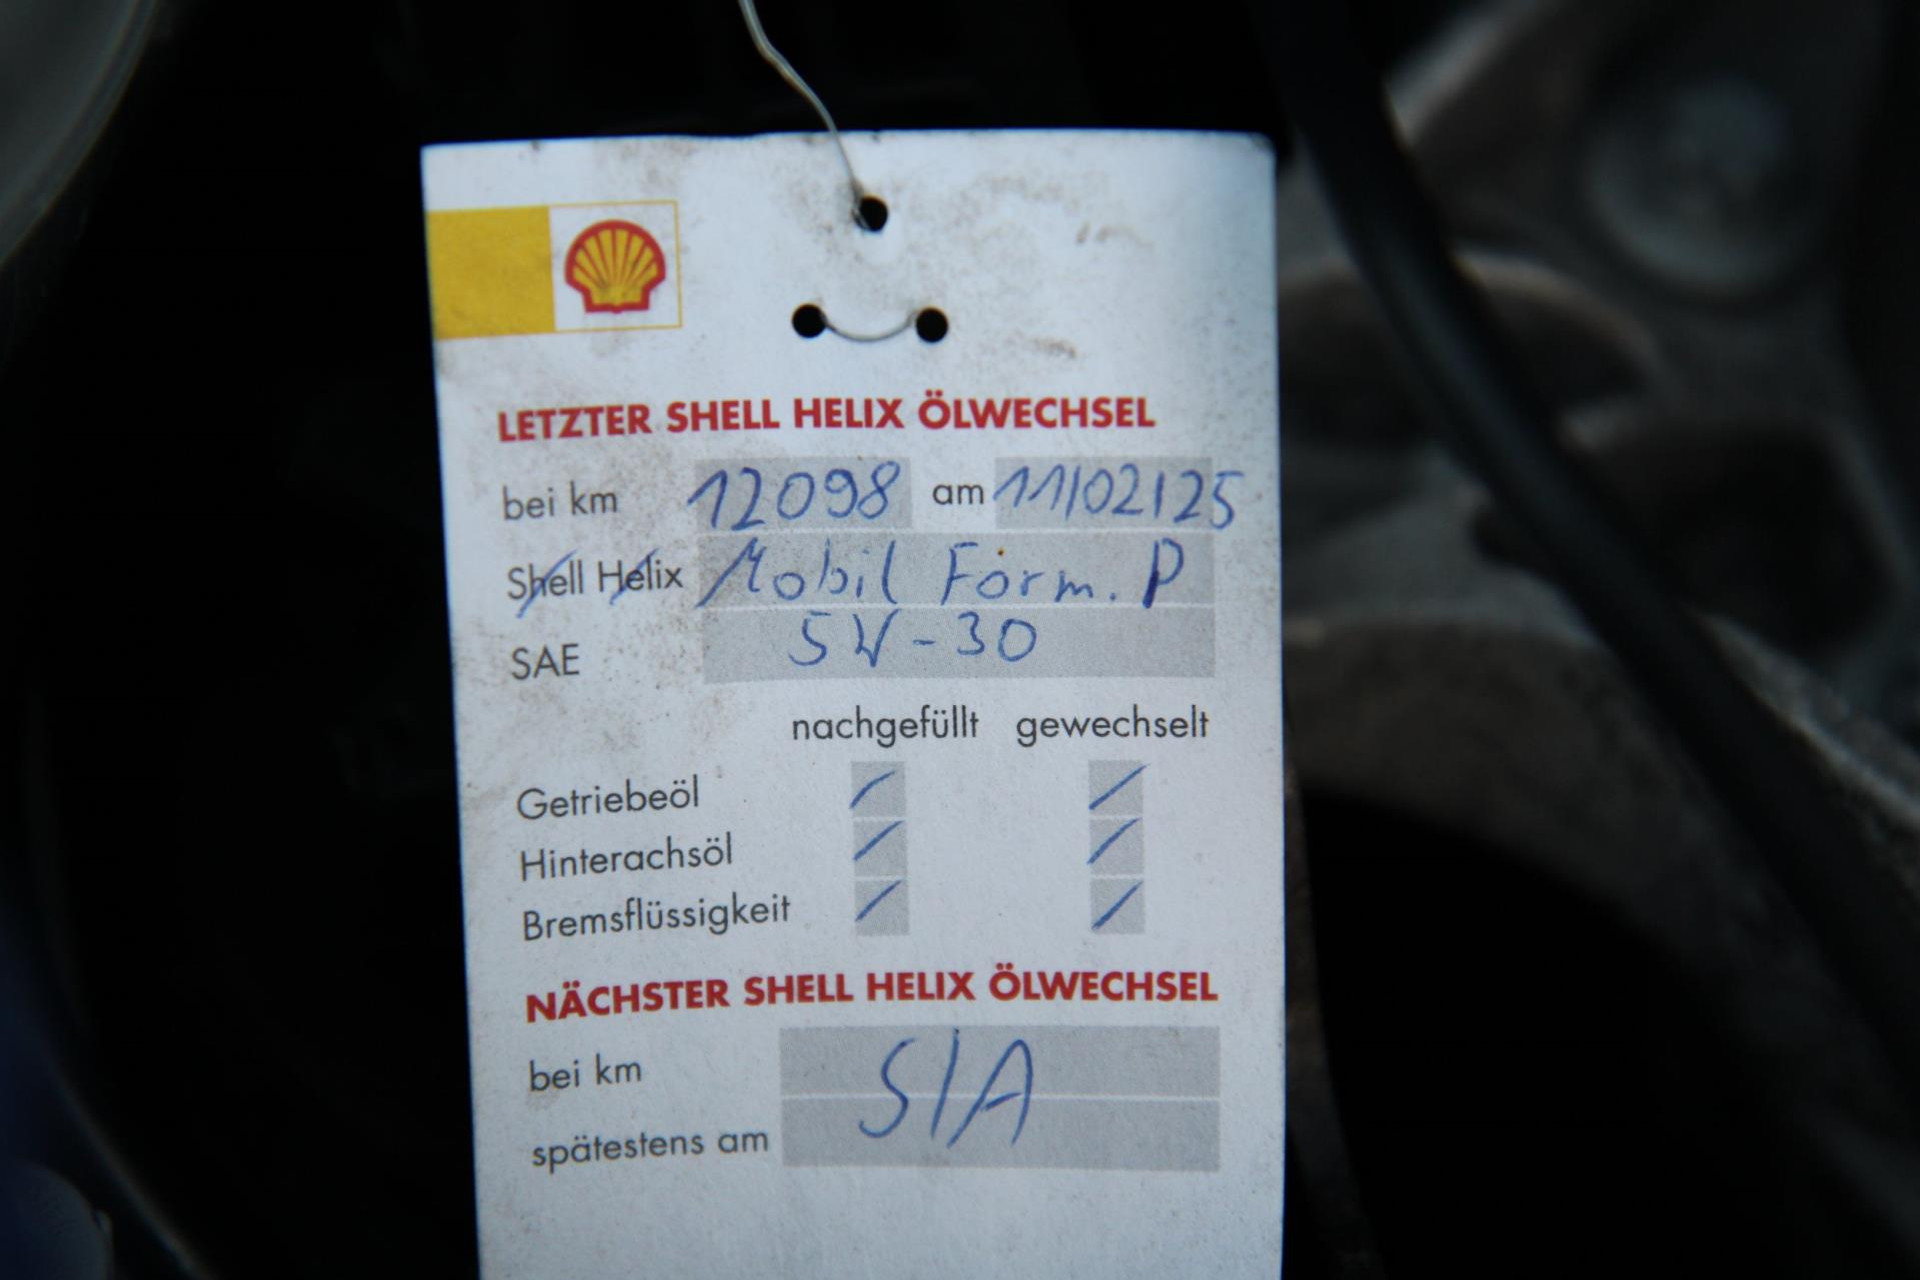 LETZTER SHELL HELIX ÖLWECHSEL
bei km 12098 am 11/02/25
Shell Helix Mobil Form. P
SAE 5W-30
nachgefüllt gewechselt
Getriebeöl
Hinterachsöl
Bremsflüssigkeit
NÄCHSTER SHELL HELIX ÖLWECHSEL
bei km S/A
spätestens am